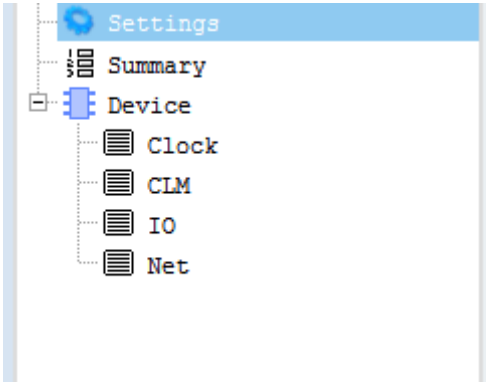 Settings
Summary
Device
Clock
CLM
IO
Net